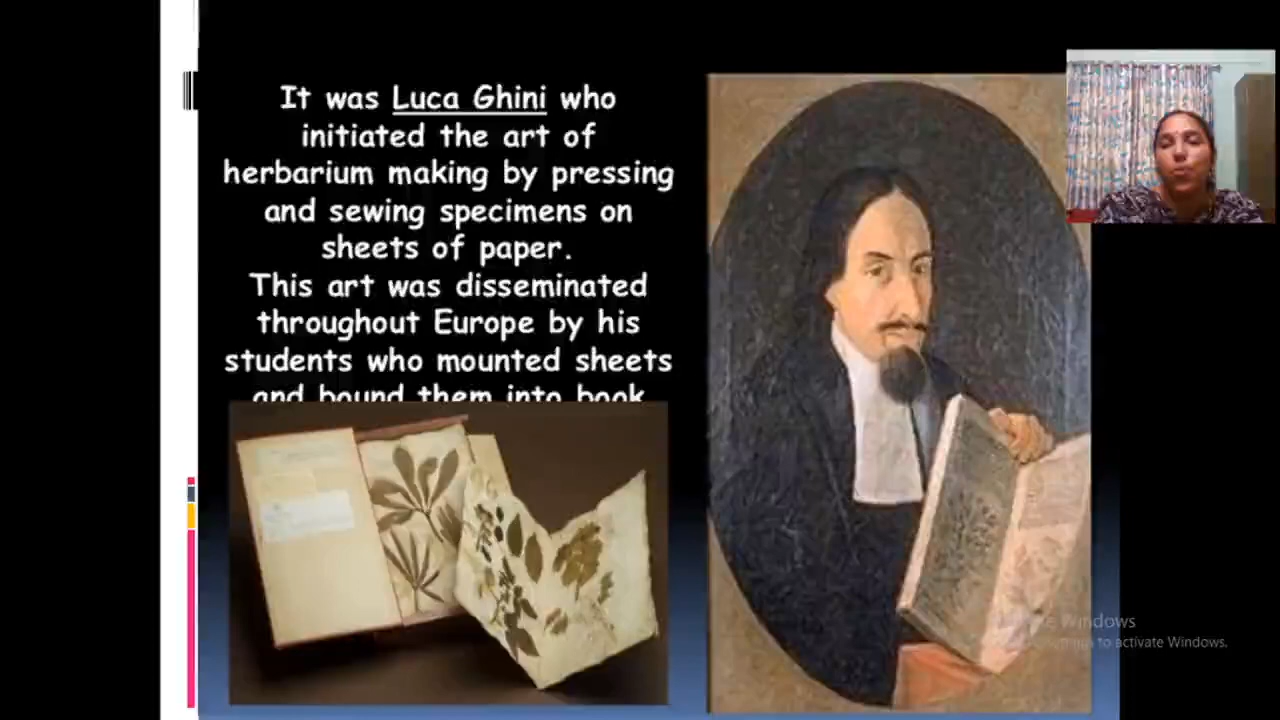 It was Luca Ghini who
initiated the art of
herbarium making by pressing
and sewing specimens on
sheets of paper.
This art was disseminated
throughout Europe by his
students who mounted sheets
and bound them into book
Windows
to activate Windows.